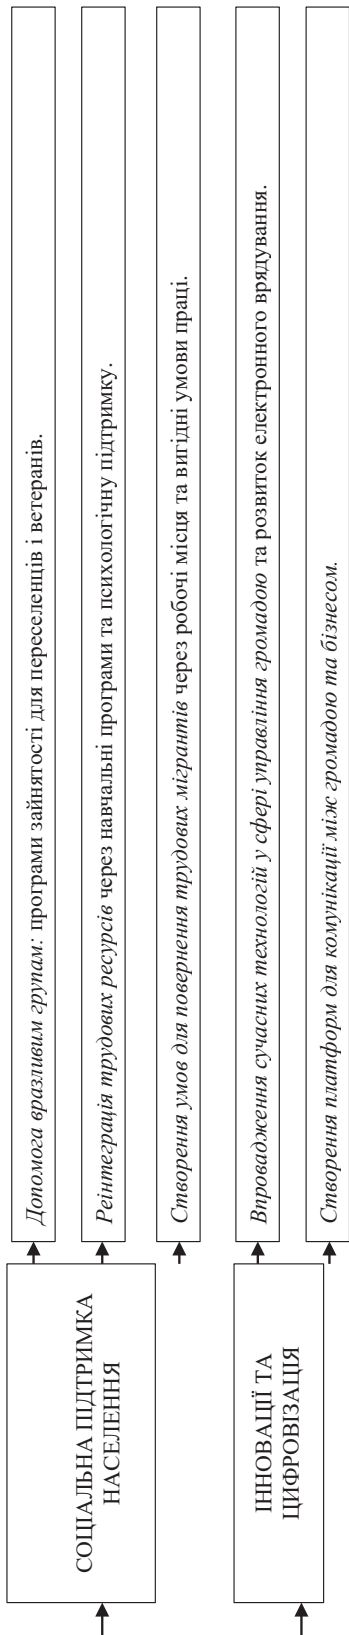 СОЦІАЛЬНА ПІДТРИМКА
НАСЕЛЕННЯ
Допомога вразливим групам: програми зайнятості для переселенців і ветеранів.
Реінтеграція трудових ресурсів через навчальні програми та психологічну підтримку.
Створення умов для повернення трудових мігрантів через робочі місця та вигідні умови праці.
ІННОВАЦІЇ ТА
ЦИФРОВІЗАЦІЯ
Впровадження сучасних технологій у сфері управління громадою та розвиток електронного врядування.
Створення платформ для комунікації між громадою та бізнесом.